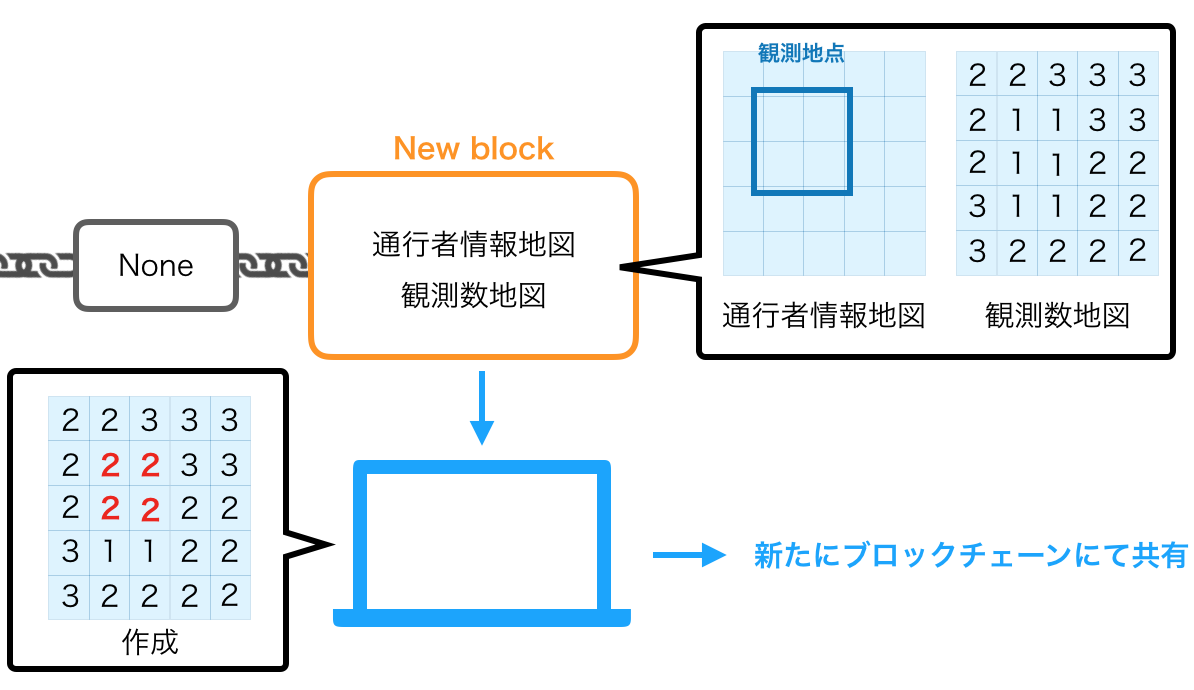 観測地点
2 2 3 3 3
2 1 1 3 3
2 1 1 2 2
3 1 1 2 2
3 2 2 2 2
通行者情報地図
観測数地図
New block
通行者情報地図
観測数地図
None
2 2 3 3 3
2 2 2 3 3
2 2 2 2 2
3 1 1 2 2
3 2 2 2 2
作成
新たにブロックチェーンにて共有